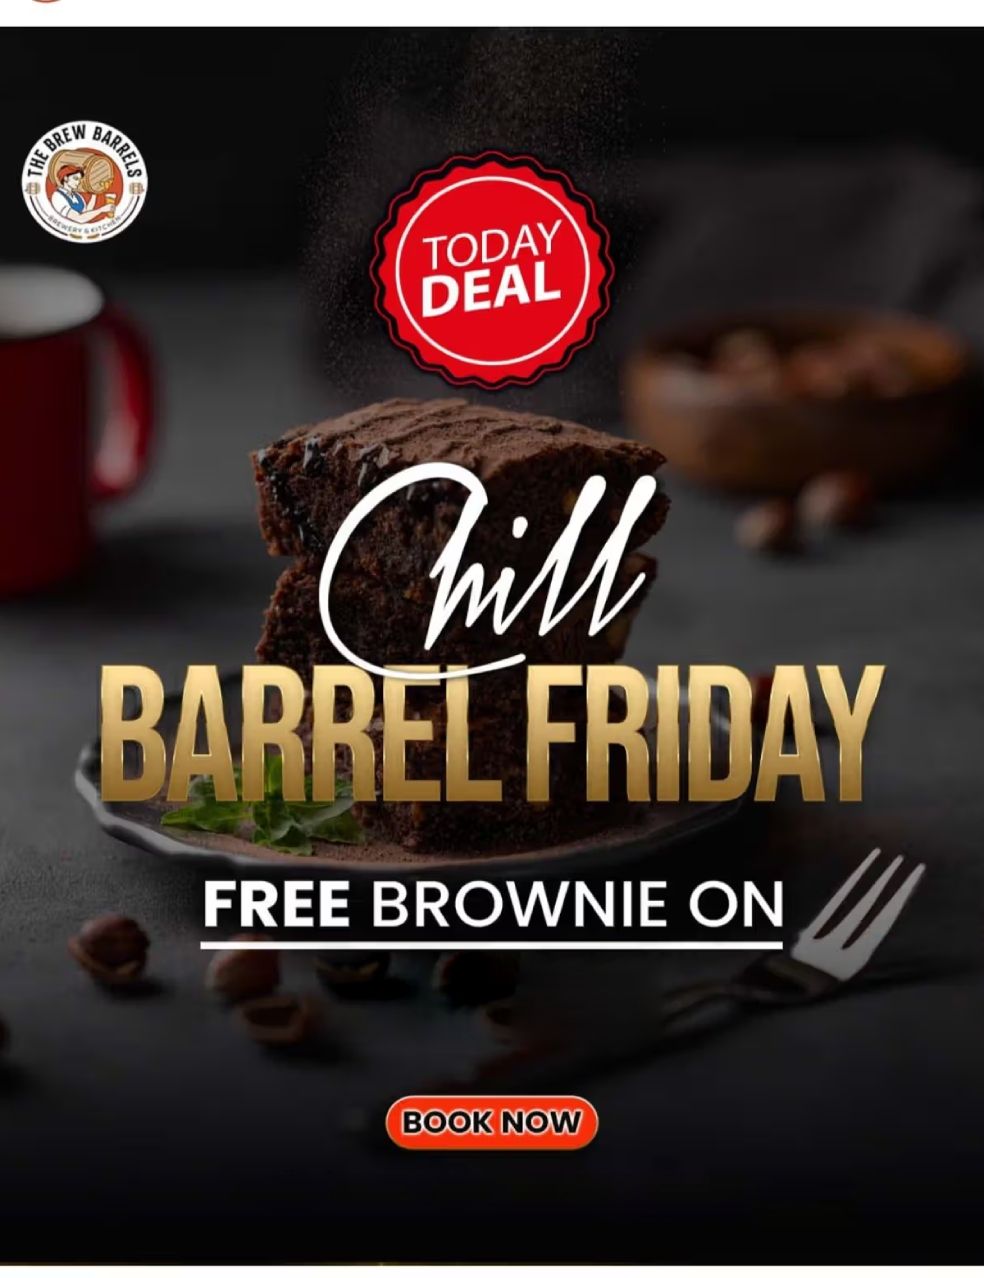 THE BREW BARRELS
BREWERY & KITCHEN
TODAY
DEAL
Chill
BARREL FRIDAY
FREE BROWNIE ON
BOOK NOW